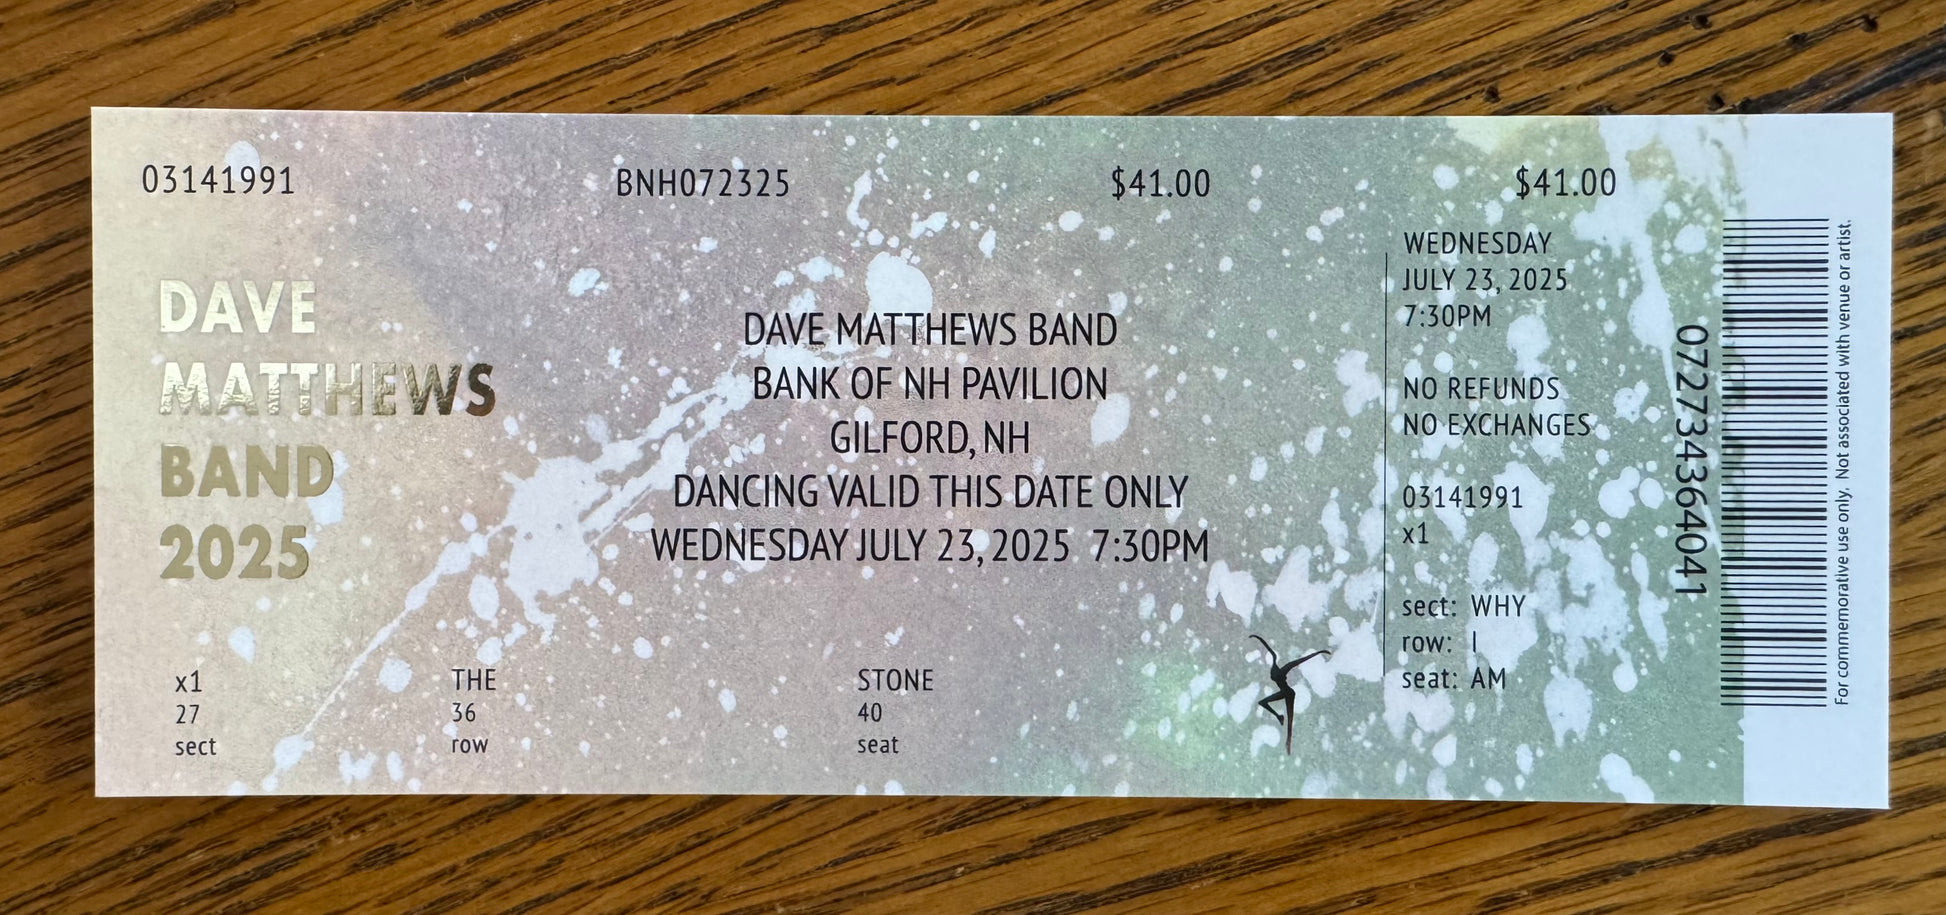 03141991
BNH072325
$41.00
$41.00
DAVE
MATTHEWS
BAND
2025
DAVE MATTHEWS BAND
BANK OF NH PAVILION
GILFORD, NH
DANCING VALID THIS DATE ONLY
WEDNESDAY JULY 23, 2025 7:30PM
x1
27
sect
THE
36
row
STONE
40
seat
WEDNESDAY
JULY 23, 2025
7:30PM
NO REFUNDS
NO EXCHANGES
03141991
x1
sect: WHY
row: I
seat: AM
0727343364041
For commemorative use only. Not associated with venue or artist.